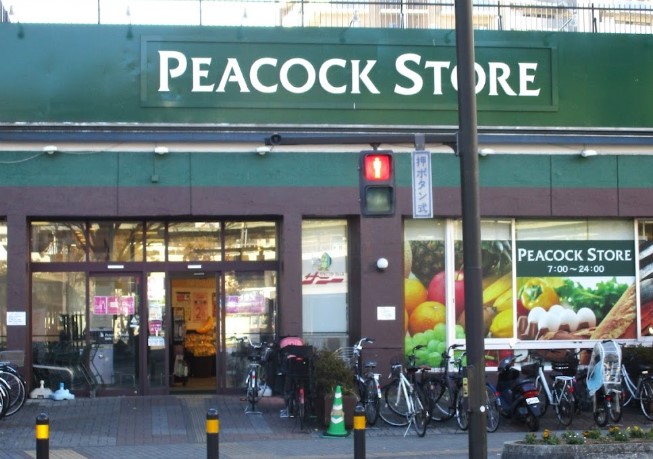 PEACOCK STORE
押ボタン式
PEACOCK STORE
7:00～24:00